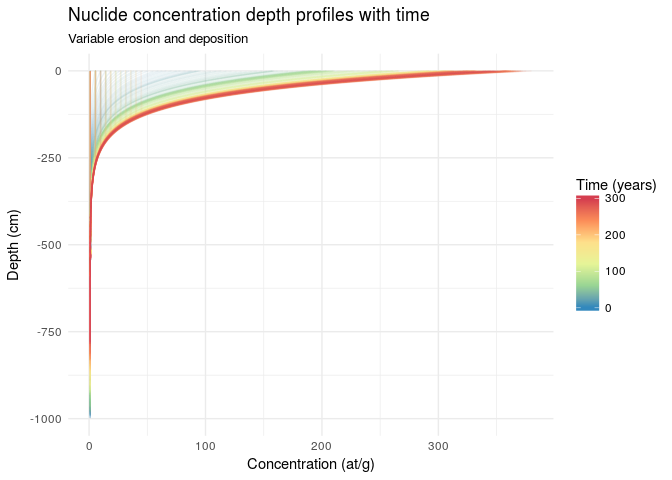 Nuclide concentration depth profiles with time
Variable erosion and deposition
0
-250
-500
-750
-1000
Depth (cm)
0
100
200
300
Concentration (at/g)
Time (years)
300
200
100
0